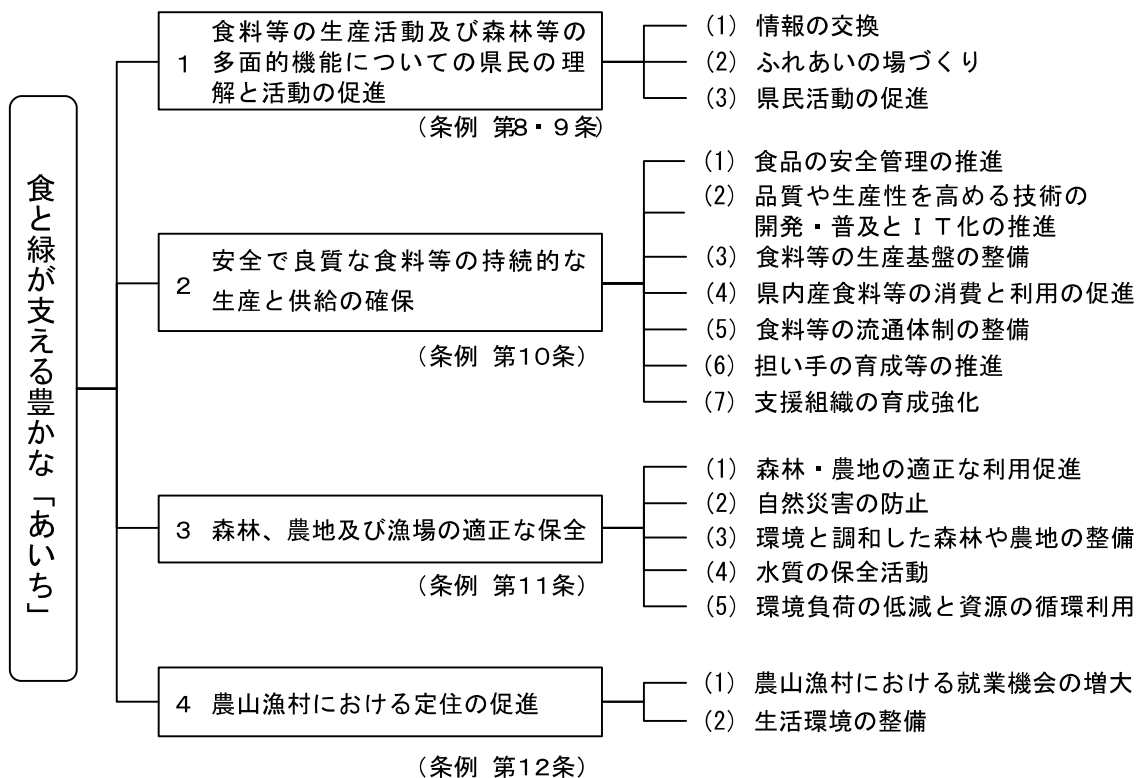 食と緑が支える豊かな「あいち」
1 食料等の生産活動及び森林等の
多面的機能についての県民の理
解と活動の促進
(条例 第8・9条)
(1) 情報の交換
(2) ふれあいの場づくり
(3) 県民活動の促進
2 安全で良質な食料等の持続的な
生産と供給の確保
(条例 第10条)
(1) 食品の安全管理の推進
(2) 品質や生産性を高める技術の
開発・普及とIT化の推進
(3) 食料等の生産基盤の整備
(4) 県内産食料等の消費と利用の促進
(5) 食料等の流通体制の整備
(6) 担い手の育成等の推進
(7) 支援組織の育成強化
3 森林、農地及び漁場の適正な保全
(条例 第11条)
(1) 森林・農地の適正な利用促進
(2) 自然災害の防止
(3) 環境と調和した森林や農地の整備
(4) 水質の保全活動
(5) 環境負荷の低減と資源の循環利用
4 農山漁村における定住の促進
(条例 第12条)
(1) 農山漁村における就業機会の増大
(2) 生活環境の整備